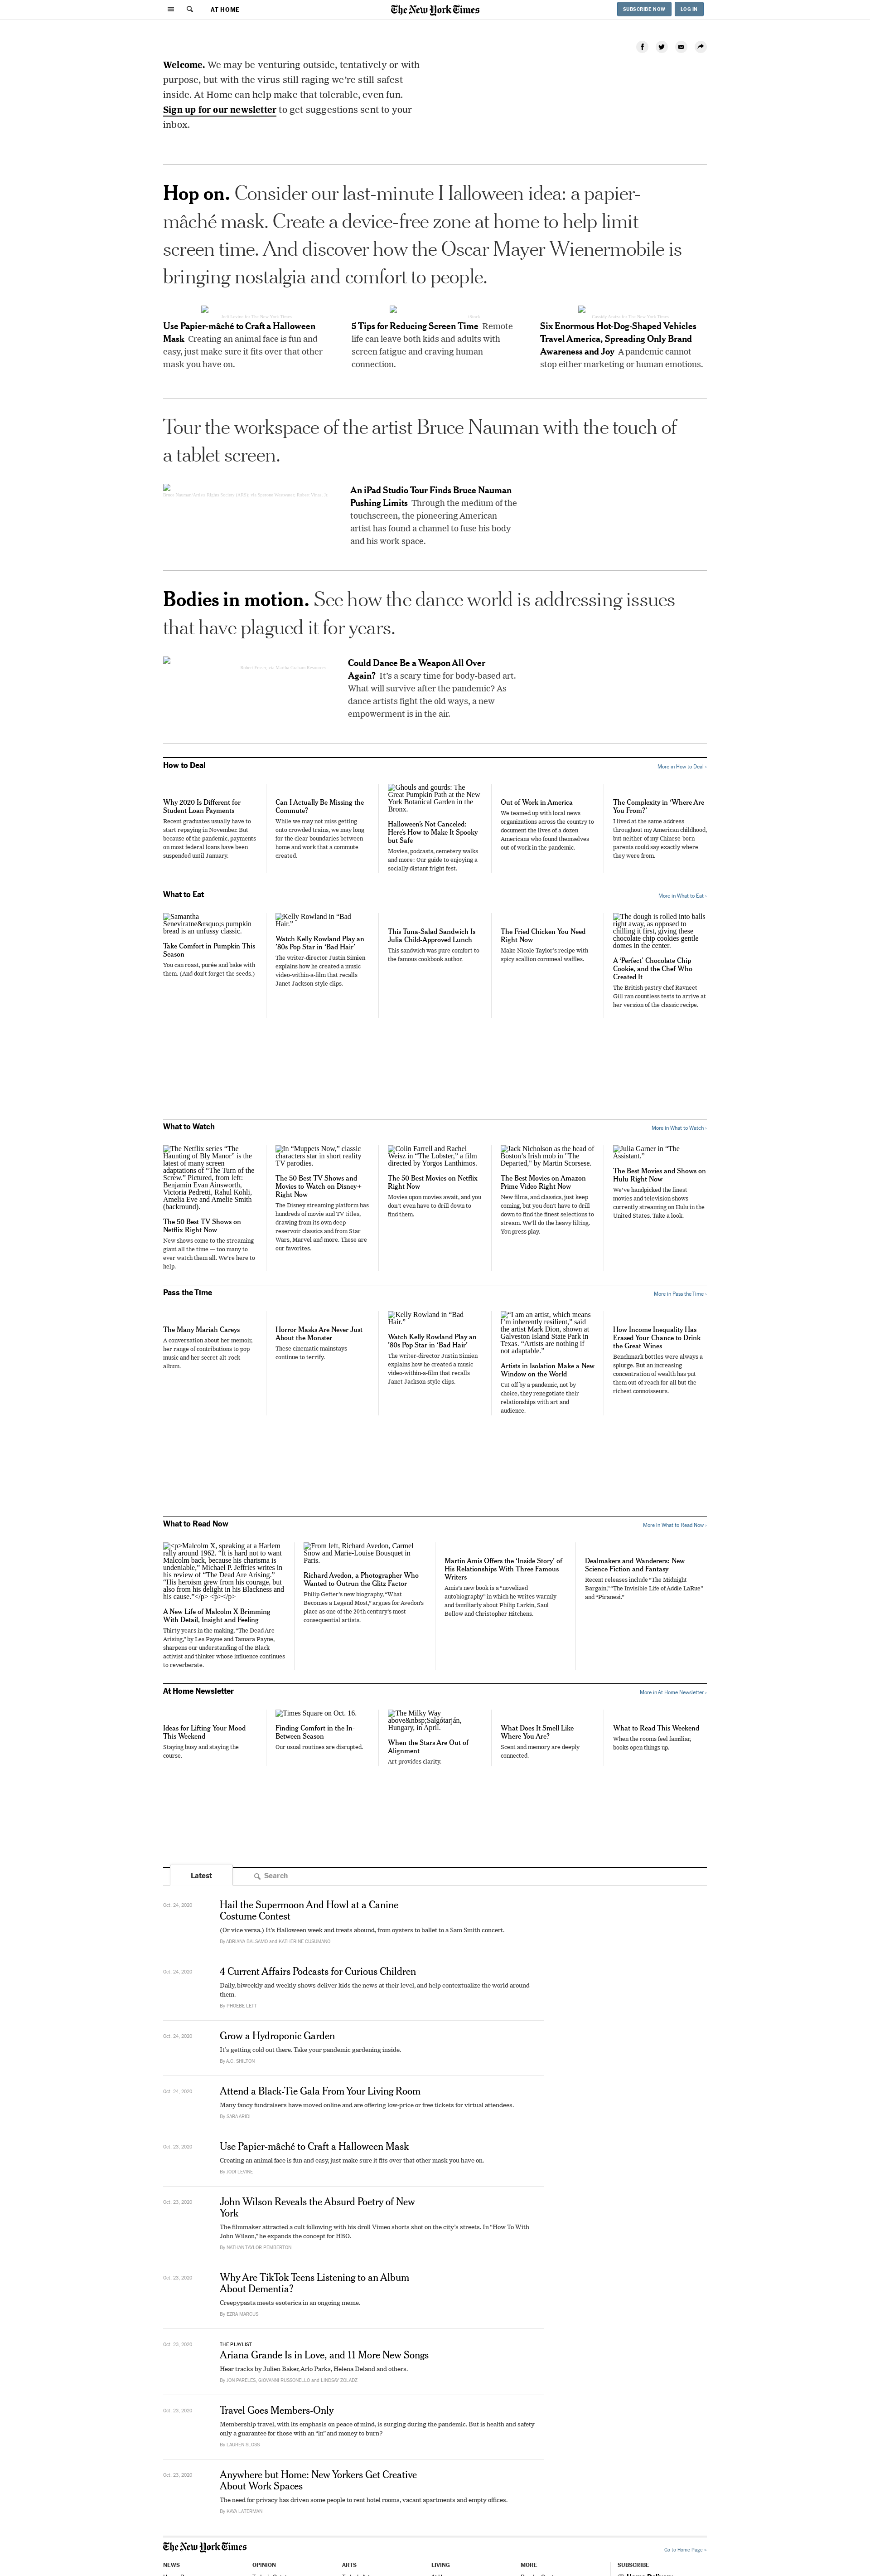 AT HOME
The New York Times
SUBSCRIBE NOW
LOG IN
Welcome. We may be venturing outside, tentatively or with
purpose, but with the virus still raging we're still safest
inside. At Home can help make that tolerable, even fun.
Sign up for our newsletter to get suggestions sent to your
inbox.
Hop on. Consider our last-minute Halloween idea: a papier-
mâché mask. Create a device-free zone at home to help limit
screen time. And discover how the Oscar Mayer Wienermobile is
bringing nostalgia and comfort to people.
Use Papier-mâché to Craft a Halloween
Mask Creating an animal face is fun and
easy, just make sure it fits over that other
mask you have on.
5 Tips for Reducing Screen Time Remote
life can leave both kids and adults with
screen fatigue and craving human
connection.
Six Enormous Hot-Dog-Shaped Vehicles
Travel America, Spreading Only Brand
Awareness and Joy A pandemic cannot
stop either marketing or human emotions.
Tour the workspace of the artist Bruce Nauman with the touch of
a tablet screen.
An iPad Studio Tour Finds Bruce Nauman
Pushing Limits Through the medium of the
touchscreen, the pioneering American
artist has found a channel to fuse his body
and his work space.
Bodies in motion. See how the dance world is addressing issues
that have plagued it for years.
Could Dance Be a Weapon All Over
Again? It's a scary time for body-based art.
What will survive after the pandemic? As
dance artists fight the old ways, a new
empowerment is in the air.
How to Deal
More in How to Deal ›
Why 2020 Is Different for
Student Loan Payments
Recent graduates usually have to
start repaying in November. But
because of the pandemic, payments
on most federal loans have been
suspended until January.
Can I Actually Be Missing the
Commute?
While we may not miss getting
onto crowded trains, we may long
for the clear boundaries between
home and work that a commute
created.
Ghouls and gourds: The
Great Pumpkin Path at the New
York Botanical Garden in the
Bronx.
Halloween's Not Canceled:
Here's How to Make It Spooky
but Safe
Movies, podcasts, cemetery walks
and more: Our guide to enjoying a
socially distant fright fest.
Out of Work in America
We teamed up with local news
organizations across the country to
document the lives of a dozen
Americans who found themselves
out of work in the pandemic.
The Complexity in 'Where Are
You From?'
I lived at the same address
throughout my American childhood,
but neither of my Chinese-born
parents could say exactly where
they were from.
What to Eat
More in What to Eat ›
Samantha
Seneviratne&rsquo;s pumpkin
bread is an unfussy classic.
Take Comfort in Pumpkin This
Season
You can roast, purée and bake with
them. (And don't forget the seeds.)
Kelly Rowland in "Bad
Hair."
Watch Kelly Rowland Play an
'80s Pop Star in 'Bad Hair'
The writer-director Justin Simien
explains how he created a music
video-within-a-film that recalls
Janet Jackson-style clips.
This Tuna-Salad Sandwich Is
Julia Child-Approved Lunch
This sandwich was pure comfort to
the famous cookbook author.
The Fried Chicken You Need
Right Now
Make Nicole Taylor's recipe with
spicy scallion cornmeal waffles.
The dough is rolled into balls
right away, as opposed to
chilling it first, giving these
chocolate chip cookies gentle
domes in the center.
A 'Perfect' Chocolate Chip
Cookie, and the Chef Who
Created It
The British pastry chef Ravneet
Gill ran countless tests to arrive at
her version of the classic recipe.
What to Watch
More in What to Watch ›
The Netflix series "The
Haunting of Bly Manor" is the
latest of many screen
adaptations of "The Turn of the
Screw." Pictured, from left:
Benjamin Evan Ainsworth,
Victoria Pedretti, Rahul Kohli,
Amelia Eve and Amelie Smith
(backround).
The 50 Best TV Shows on
Netflix Right Now
New shows come to the streaming
giant all the time — too many to
ever watch them all. We're here to
help.
In "Muppets Now," classic
characters star in short reality
TV parodies.
The 50 Best TV Shows and
Movies to Watch on Disney+
Right Now
The Disney streaming platform has
hundreds of movie and TV titles,
drawing from its own deep
reservoir classics and from Star
Wars, Marvel and more. These are
our favorites.
Colin Farrell and Rachel
Weisz in "The Lobster," a film
directed by Yorgos Lanthimos.
The 50 Best Movies on Netflix
Right Now
Movies upon movies await, and you
don't even have to drill down to
find them.
Jack Nicholson as the head of
Boston's Irish mob in "The
Departed," by Martin Scorsese.
The Best Movies on Amazon
Prime Video Right Now
New films, and classics, just keep
coming, but you don't have to drill
down to find the finest selections to
stream. We'll do the heavy lifting.
You press play.
Julia Garner in "The
Assistant."
The Best Movies and Shows on
Hulu Right Now
We've handpicked the finest
movies and television shows
currently streaming on Hulu in the
United States. Take a look.
Pass the Time
More in Pass the Time ›
The Many Mariah Careys
A conversation about her memoir,
her range of contributions to pop
music and her secret alt-rock
album.
Horror Masks Are Never Just
About the Monster
These cinematic mainstays
continue to terrify.
Kelly Rowland in "Bad
Hair."
Watch Kelly Rowland Play an
'80s Pop Star in 'Bad Hair'
The writer-director Justin Simien
explains how he created a music
video-within-a-film that recalls
Janet Jackson-style clips.
"I am an artist, which means
I'm inherently resilient," said
the artist Mark Dion, shown at
Galveston Island State Park in
Texas. "Artists are nothing if
not adaptable."
Artists in Isolation Make a New
Window on the World
Cut off by a pandemic, not by
choice, they renegotiate their
relationships with art and
audience.
How Income Inequality Has
Erased Your Chance to Drink
the Great Wines
Benchmark bottles were always a
splurge. But an increasing
concentration of wealth has put
them out of reach for all but the
richest connoisseurs.
What to Read Now
More in What to Read Now ›
<p>Malcolm X, speaking at a Harlem
rally around 1962. "It is hard not to want
Malcolm back, because his charisma is
undeniable," Michael P. Jeffries writes in
his review of "The Dead Are Arising."
"His heroism grew from his courage, but
also from his delight in his Blackness and
his cause."</p> <p></p>
A New Life of Malcolm X Brimming
With Detail, Insight and Feeling
Thirty years in the making, "The Dead Are
Arising," by Les Payne and Tamara Payne,
sharpens our understanding of the Black
activist and thinker whose influence continues
to reverberate.
From left, Richard Avedon, Carmel
Snow and Marie-Louise Bousquet in
Paris.
Richard Avedon, a Photographer Who
Wanted to Outrun the Glitz Factor
Philip Gefter's new biography, "What
Becomes a Legend Most," argues for Avedon's
place as one of the 20th century's most
consequential artists.
Martin Amis Offers the 'Inside Story' of
His Relationships With Three Famous
Writers
Amis's new book is a "novelized
autobiography" in which he writes warmly
and familiarly about Philip Larkin, Saul
Bellow and Christopher Hitchens.
Dealmakers and Wanderers: New
Science Fiction and Fantasy
Recent releases include "The Midnight
Bargain," "The Invisible Life of Addie LaRue"
and "Piranesi."
At Home Newsletter
More in At Home Newsletter ›
Ideas for Lifting Your Mood
This Weekend
Staying busy and staying the
course.
Times Square on Oct. 16.
Finding Comfort in the In-
Between Season
Our usual routines are disrupted.
The Milky Way
above&nbsp;Salgótarján,
Hungary, in April.
When the Stars Are Out of
Alignment
Art provides clarity.
What Does It Smell Like
Where You Are?
Scent and memory are deeply
connected.
What to Read This Weekend
When the rooms feel familiar,
books open things up.
Latest
Search
Oct. 24, 2020
Hail the Supermoon And Howl at a Canine
Costume Contest
(Or vice versa.) It's Halloween week and treats abound, from oysters to ballet to a Sam Smith concert.
By ADRIANA BALSAMO and KATHERINE CUSUMANO
Oct. 24, 2020
4 Current Affairs Podcasts for Curious Children
Daily, biweekly and weekly shows deliver kids the news at their level, and help contextualize the world around
them.
By PHOEBE LETT
Oct. 24, 2020
Grow a Hydroponic Garden
It's getting cold out there. Take your pandemic gardening inside.
By A.C. SHILTON
Oct. 24, 2020
Attend a Black-Tie Gala From Your Living Room
Many fancy fundraisers have moved online and are offering low-price or free tickets for virtual attendees.
By SARA ARIDI
Oct. 23, 2020
Use Papier-mâché to Craft a Halloween Mask
Creating an animal face is fun and easy, just make sure it fits over that other mask you have on.
By JODI LEVINE
Oct. 23, 2020
John Wilson Reveals the Absurd Poetry of New
York
The filmmaker attracted a cult following with his droll Vimeo shorts shot on the city's streets. In "How To With
John Wilson," he expands the concept for HBO.
By NATHAN TAYLOR PEMBERTON
Oct. 23, 2020
Why Are TikTok Teens Listening to an Album
About Dementia?
Creepypasta meets esoterica in an ongoing meme.
By EZRA MARCUS
Oct. 23, 2020
THE PLAYLIST
Ariana Grande Is in Love, and 11 More New Songs
Hear tracks by Julien Baker, Arlo Parks, Helena Deland and others.
By JON PARELES, GIOVANNI RUSSONELLO and LINDSAY ZOLADZ
Oct. 23, 2020
Travel Goes Members-Only
Membership travel, with its emphasis on peace of mind, is surging during the pandemic. But is health and safety
only a guarantee for those with an "in" and money to burn?
By LAUREN SLOSS
Oct. 23, 2020
Anywhere but Home: New Yorkers Get Creative
About Work Spaces
The need for privacy has driven some people to rent hotel rooms, vacant apartments and empty offices.
By KAYA LATERMAN
The New York Times
Go to Home Page »
NEWS
OPINION
ARTS
LIVING
MORE
SUBSCRIBE